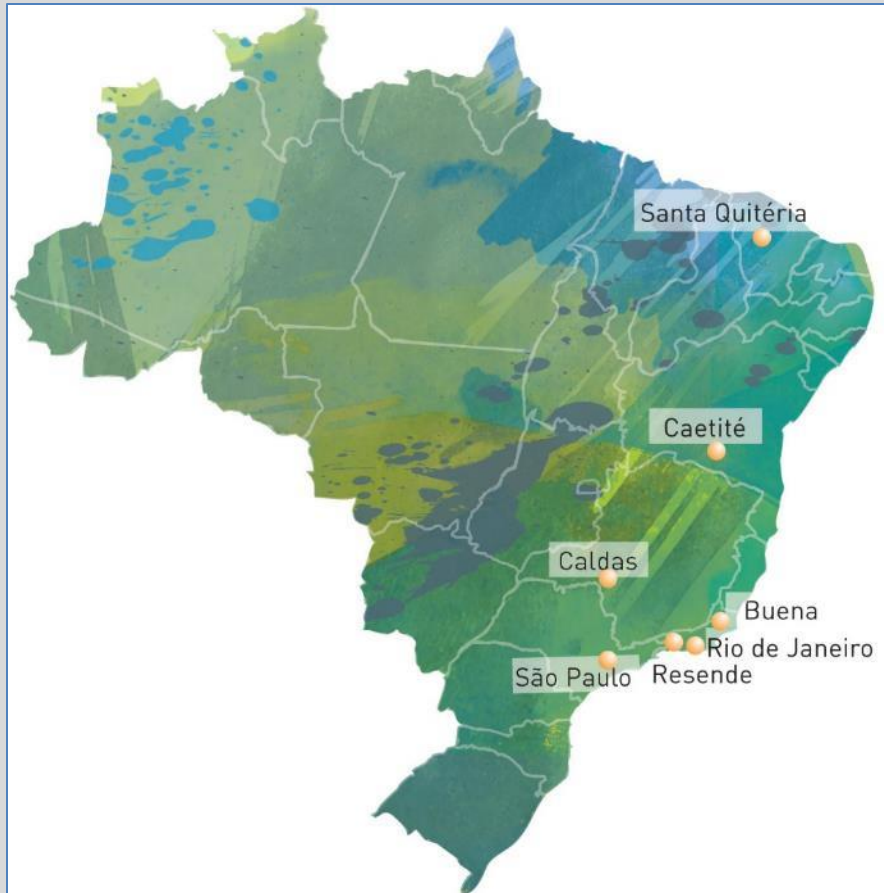 Santa Quitéria
Caetité
Caldas
Buena
Rio de Janeiro
Resende
São Paulo